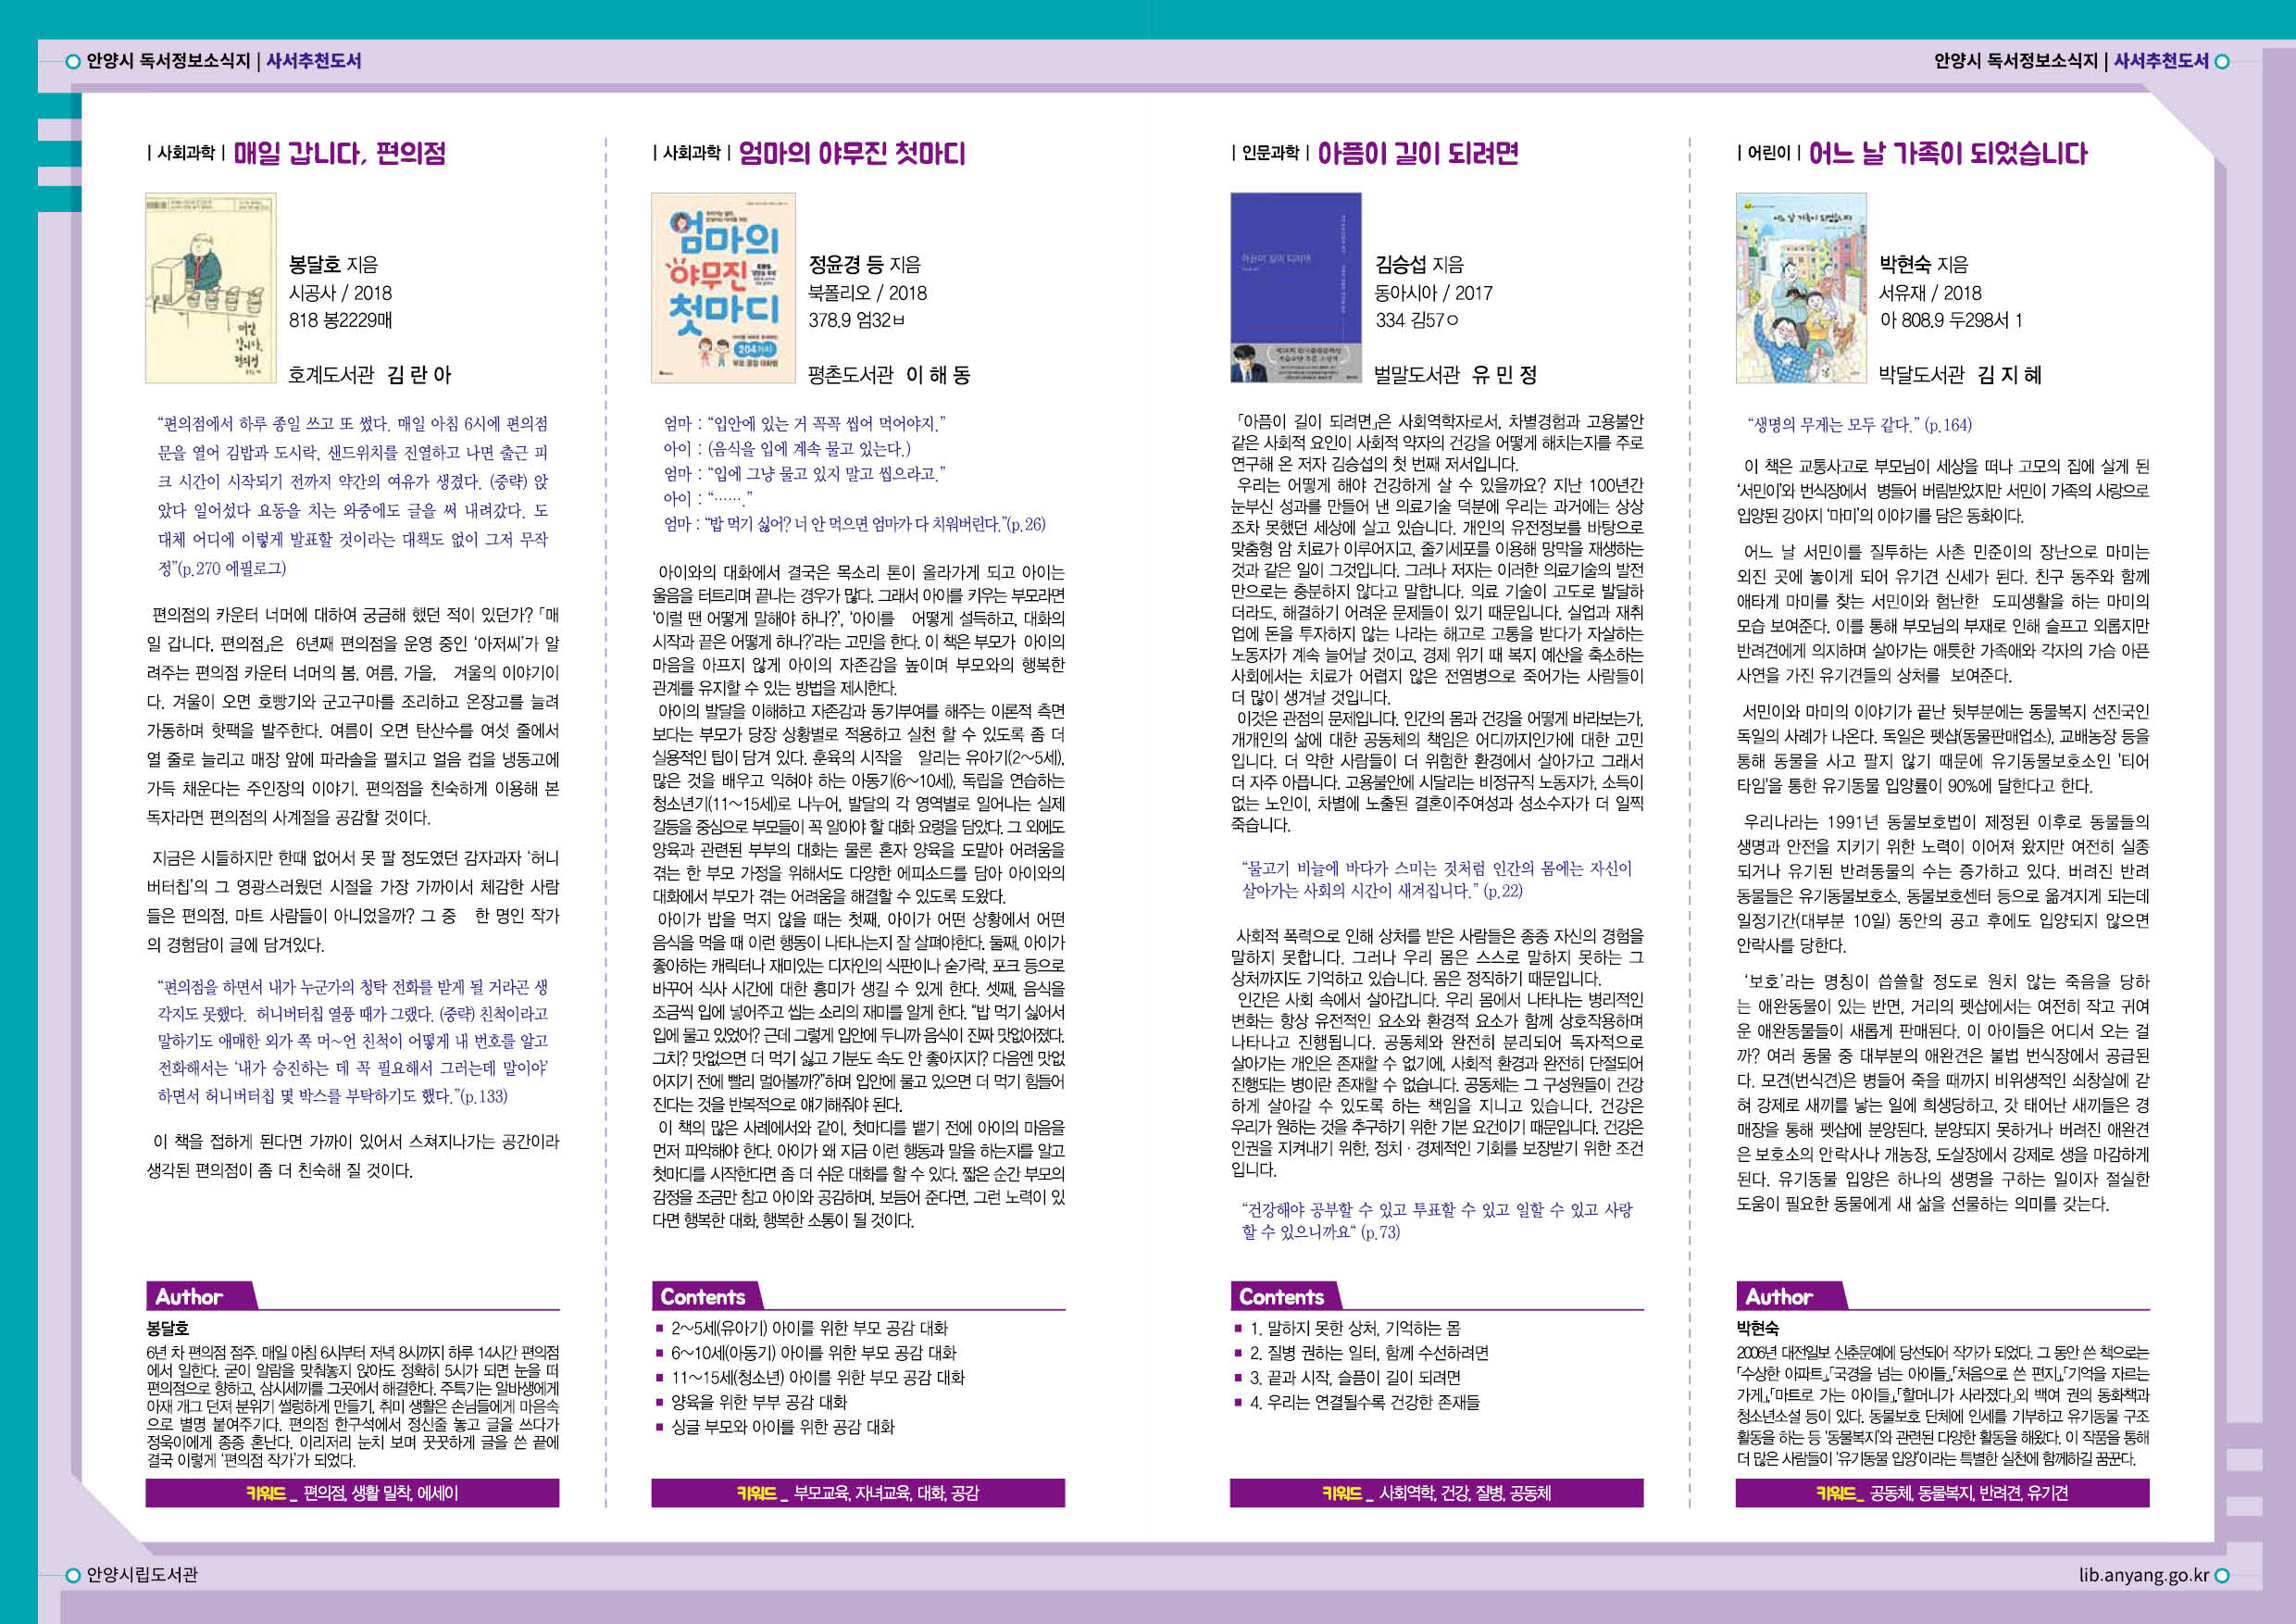 안양시 독서정보소식지 | 사서추천도서
안양시 독서정보소식지 | 사서추천도서
| 사회과학 | 매일 갑니다, 편의점
매일
갑니다,
편의점
봉달호 지음
시공사 / 2018
818 봉2229매
호계도서관 김 란 아
“편의점에서 하루 종일 쓰고 또 썼다. 매일 아침 6시에 편의점
문을 열어 김밥과 도시락, 샌드위치를 진열하고 나면 출근 피
크 시간이 시작되기 전까지 약간의 여유가 생겼다. (중략) 앉
았다 일어섰다 요동을 치는 와중에도 글을 써 내려갔다. 도
대체 어디에 이렇게 발표할 것이라는 대책도 없이 그저 무작
정”(p.270 에필로그)
편의점의 카운터 너머에 대하여 궁금해 했던 적이 있던가? 「매
일 갑니다, 편의점」은 6년째 편의점을 운영 중인 ‘아저씨’가 알
려주는 편의점 카운터 너머의 봄, 여름, 가을, 겨울의 이야기이
다. 겨울이 오면 호빵기와 군고구마를 조리하고 온장고를 늘려
가동하며 핫팩을 발주한다. 여름이 오면 탄산수를 여섯 줄에서
열 줄로 늘리고 매장 앞에 파라솔을 펼치고 얼음 컵을 냉동고에
가득 채운다는 주인장의 이야기. 편의점을 친숙하게 이용해 본
독자라면 편의점의 사계절을 공감할 것이다.
지금은 시들하지만 한때 없어서 못 팔 정도였던 감자과자 ‘허니
버터칩’의 그 영광스러웠던 시절을 가장 가까이서 체감한 사람
들은 편의점, 마트 사람들이 아니었을까? 그 중 한 명인 작가
의 경험담이 글에 담겨있다.
“편의점을 하면서 내가 누군가의 청탁 전화를 받게 될 거라곤 생
각지도 못했다. 허니버터칩 열풍 때가 그랬다. (중략) 친척이라고
말하기도 애매한 외가 쪽 머~언 친척이 어떻게 내 번호를 알고
전화해서는 ‘내가 승진하는 데 꼭 필요해서 그러는데 말이야’
하면서 허니버터칩 몇 박스를 부탁하기도 했다.”(p.133)
이 책을 접하게 된다면 가까이 있어서 스쳐지나가는 공간이라
생각된 편의점이 좀 더 친숙해 질 것이다.
Author
봉달호
6년 차 편의점 점주. 매일 아침 6시부터 저녁 8시까지 하루 14시간 편의점
에서 일한다. 굳이 알람을 맞춰놓지 않아도 정확히 5시가 되면 눈을 떠
편의점으로 향하고, 삼시세끼를 그곳에서 해결한다. 주특기는 알바생에게
아재 개그 던져 분위기 썰렁하게 만들기, 취미 생활은 손님들에게 마음속
으로 별명 붙여주기다. 편의점 한구석에서 정신줄 놓고 글을 쓰다가
정욱이에게 종종 혼난다. 이리저리 눈치 보며 꿋꿋하게 글을 쓴 끝에
결국 이렇게 ‘편의점 작가’가 되었다.
키워드 _ 편의점, 생활 밀착, 에세이
| 사회과학 | 엄마의 야무진 첫마디
엄마의
야무진
첫마디
204가지
부모 공감 대화법
정윤경 등 지음
북폴리오 / 2018
378.9 엄32ㅂ
평촌도서관 이 해 동
엄마 : “입안에 있는 거 꼭꼭 씹어 먹어야지.”
아이 : (음식을 입에 계속 물고 있는다.)
엄마 : “입에 그냥 물고 있지 말고 씹으라고.”
아이 : “…….”
엄마 : “밥 먹기 싫어? 너 안 먹으면 엄마가 다 치워버린다.”(p.26)
아이와의 대화에서 결국은 목소리 톤이 올라가게 되고 아이는
울음을 터트리며 끝나는 경우가 많다. 그래서 아이를 키우는 부모라면
‘이럴 땐 어떻게 말해야 하나?’, ‘아이를 어떻게 설득하고, 대화의
시작과 끝은 어떻게 하나?’라는 고민을 한다. 이 책은 부모가 아이의
마음을 아프지 않게 아이의 자존감을 높이며 부모와의 행복한
관계를 유지할 수 있는 방법을 제시한다.
아이의 발달을 이해하고 자존감과 동기부여를 해주는 이론적 측면
보다는 부모가 당장 상황별로 적용하고 실천 할 수 있도록 좀 더
실용적인 팁이 담겨 있다. 훈육의 시작을 알리는 유아기(2~5세),
많은 것을 배우고 익혀야 하는 아동기(6~10세), 독립을 연습하는
청소년기(11~15세)로 나누어, 발달의 각 영역별로 일어나는 실제
갈등을 중심으로 부모들이 꼭 알아야 할 대화 요령을 담았다. 그 외에도
양육과 관련된 부부의 대화는 물론 혼자 양육을 도맡아 어려움을
겪는 한 부모 가정을 위해서도 다양한 에피소드를 담아 아이와의
대화에서 부모가 겪는 어려움을 해결할 수 있도록 도왔다.
아이가 밥을 먹지 않을 때는 첫째, 아이가 어떤 상황에서 어떤
음식을 먹을 때 이런 행동이 나타나는지 잘 살펴야한다. 둘째, 아이가
좋아하는 캐릭터나 재미있는 디자인의 식판이나 숟가락, 포크 등으로
바꾸어 식사 시간에 대한 흥미가 생길 수 있게 한다. 셋째, 음식을
조금씩 입에 넣어주고 씹는 소리의 재미를 알게 한다. “밥 먹기 싫어서
입에 물고 있었어? 근데 그렇게 입안에 두니까 음식이 진짜 맛없어졌다.
그치? 맛없으면 더 먹기 싫고 기분도 속도 안 좋아지지? 다음엔 맛없
어지기 전에 빨리 먹어볼까?”하며 입안에 물고 있으면 더 먹기 힘들어
진다는 것을 반복적으로 얘기해줘야 된다.
이 책의 많은 사례에서와 같이, 첫마디를 뱉기 전에 아이의 마음을
먼저 파악해야 한다. 아이가 왜 지금 이런 행동과 말을 하는지를 알고
첫마디를 시작한다면 좀 더 쉬운 대화를 할 수 있다. 짧은 순간 부모의
감정을 조금만 참고 아이와 공감하며, 보듬어 준다면, 그런 노력이 있
다면 행복한 대화, 행복한 소통이 될 것이다.
Contents
■ 2~5세(유아기) 아이를 위한 부모 공감 대화
■ 6~10세(아동기) 아이를 위한 부모 공감 대화
■ 11~15세(청소년) 아이를 위한 부모 공감 대화
■ 양육을 위한 부부 공감 대화
■ 싱글 부모와 아이를 위한 공감 대화
키워드 _ 부모교육, 자녀교육, 대화, 공감
| 인문과학 | 아픔이 길이 되려면
아픔이 길이 되려면
김승섭 지음
동아시아 / 2017
334 김57ㅇ
벌말도서관 유 민 정
「아픔이 길이 되려면」은 사회역학자로서, 차별경험과 고용불안
같은 사회적 요인이 사회적 약자의 건강을 어떻게 해치는지를 주로
연구해 온 저자 김승섭의 첫 번째 저서입니다.
우리는 어떻게 해야 건강하게 살 수 있을까요? 지난 100년간
눈부신 성과를 만들어 낸 의료기술 덕분에 우리는 과거에는 상상
조차 못했던 세상에 살고 있습니다. 개인의 유전정보를 바탕으로
맞춤형 암 치료가 이루어지고, 줄기세포를 이용해 망막을 재생하는
것과 같은 일이 그것입니다. 그러나 저자는 이러한 의료기술의 발전
만으로는 충분하지 않다고 말합니다. 의료 기술이 고도로 발달하
더라도, 해결하기 어려운 문제들이 있기 때문입니다. 실업과 재취
업에 돈을 투자하지 않는 나라는 해고로 고통을 받다가 자살하는
노동자가 계속 늘어날 것이고, 경제 위기 때 복지 예산을 축소하는
사회에서는 치료가 어렵지 않은 전염병으로 죽어가는 사람들이
더 많이 생겨날 것입니다.
이것은 관점의 문제입니다. 인간의 몸과 건강을 어떻게 바라보는가,
개개인의 삶에 대한 공동체의 책임은 어디까지인가에 대한 고민
입니다. 더 약한 사람들이 더 위험한 환경에서 살아가고 그래서
더 자주 아픕니다. 고용불안에 시달리는 비정규직 노동자가, 소득이
없는 노인이, 차별에 노출된 결혼이주여성과 성소수자가 더 일찍
죽습니다.
“물고기 비늘에 바다가 스미는 것처럼 인간의 몸에는 자신이
살아가는 사회의 시간이 새겨집니다.” (p.22)
사회적 폭력으로 인해 상처를 받은 사람들은 종종 자신의 경험을
말하지 못합니다. 그러나 우리 몸은 스스로 말하지 못하는 그
상처까지도 기억하고 있습니다. 몸은 정직하기 때문입니다.
인간은 사회 속에서 살아갑니다. 우리 몸에서 나타나는 병리적인
변화는 항상 유전적인 요소와 환경적 요소가 함께 상호작용하며
나타나고 진행됩니다. 공동체와 완전히 분리되어 독자적으로
살아가는 개인은 존재할 수 없기에, 사회적 환경과 완전히 단절되어
진행되는 병이란 존재할 수 없습니다. 공동체는 그 구성원들이 건강
하게 살아갈 수 있도록 하는 책임을 지니고 있습니다. 건강은
우리가 원하는 것을 추구하기 위한 기본 요건이기 때문입니다. 건강은
인권을 지켜내기 위한, 정치 · 경제적인 기회를 보장받기 위한 조건
입니다.
“건강해야 공부할 수 있고 투표할 수 있고 일할 수 있고 사랑
할 수 있으니까요“ (p.73)
Contents
■ 1. 말하지 못한 상처, 기억하는 몸
■ 2. 질병 권하는 일터, 함께 수선하려면
■ 3. 끝과 시작, 슬픔이 길이 되려면
■ 4. 우리는 연결될수록 건강한 존재들
키워드 _ 사회역학, 건강, 질병, 공동체
| 어린이 | 어느 날 가족이 되었습니다
어느 날 가족이 되었습니다
박현숙 지음
서유재 / 2018
아 808.9 두298서 1
박달도서관 김 지 혜
“생명의 무게는 모두 같다.” (p.164)
이 책은 교통사고로 부모님이 세상을 떠나 고모의 집에 살게 된
‘서민이’와 번식장에서 병들어 버림받았지만 서민이 가족의 사랑으로
입양된 강아지 ‘마미’의 이야기를 담은 동화이다.
어느 날 서민이를 질투하는 사촌 민준이의 장난으로 마미는
외진 곳에 놓이게 되어 유기견 신세가 된다. 친구 동주와 함께
애타게 마미를 찾는 서민이와 험난한 도피생활을 하는 마미의
모습 보여준다. 이를 통해 부모님의 부재로 인해 슬프고 외롭지만
반려견에게 의지하며 살아가는 애틋한 가족애와 각자의 가슴 아픈
사연을 가진 유기견들의 상처를 보여준다.
서민이와 마미의 이야기가 끝난 뒷부분에는 동물복지 선진국인
독일의 사례가 나온다. 독일은 펫샵(동물판매업소), 교배농장 등을
통해 동물을 사고 팔지 않기 때문에 유기동물보호소인 ‘티어
타임’을 통한 유기동물 입양률이 90%에 달한다고 한다.
우리나라는 1991년 동물보호법이 제정된 이후로 동물들의
생명과 안전을 지키기 위한 노력이 이어져 왔지만 여전히 실종
되거나 유기된 반려동물의 수는 증가하고 있다. 버려진 반려
동물들은 유기동물보호소, 동물보호센터 등으로 옮겨지게 되는데
일정기간(대부분 10일) 동안의 공고 후에도 입양되지 않으면
안락사를 당한다.
‘보호’라는 명칭이 씁쓸할 정도로 원치 않는 죽음을 당하
는 애완동물이 있는 반면, 거리의 펫샵에서는 여전히 작고 귀여
운 애완동물들이 새롭게 판매된다. 이 아이들은 어디서 오는 걸
까? 여러 동물 중 대부분의 애완견은 불법 번식장에서 공급된
다. 모견(번식견)은 병들어 죽을 때까지 비위생적인 쇠창살에 갇
혀 강제로 새끼를 낳는 일에 희생당하고, 갓 태어난 새끼들은 경
매장을 통해 펫샵에 분양된다. 분양되지 못하거나 버려진 애완견
은 보호소의 안락사나 개농장, 도살장에서 강제로 생을 마감하게
된다. 유기동물 입양은 하나의 생명을 구하는 일이자 절실한
도움이 필요한 동물에게 새 삶을 선물하는 의미를 갖는다.
Author
박현숙
2006년 대전일보 신춘문예에 당선되어 작가가 되었다. 그 동안 쓴 책으로는
「수상한 아파트」,「국경을 넘는 아이들」,「처음으로 쓴 편지」,「기억을 자르는
가게」,「마트로 가는 아이들」,「할머니가 사라졌다」외 백여 권의 동화책과
청소년소설 등이 있다. 동물보호 단체에 인세를 기부하고 유기동물 구조
활동을 하는 등 ‘동물복지’와 관련된 다양한 활동을 해왔다. 이 작품을 통해
더 많은 사람들이 ‘유기동물 입양’이라는 특별한 실천에 함께하길 꿈꾼다.
키워드_ 공동체, 동물복지, 반려견, 유기견
안양시립도서관
lib.anyang.go.kr